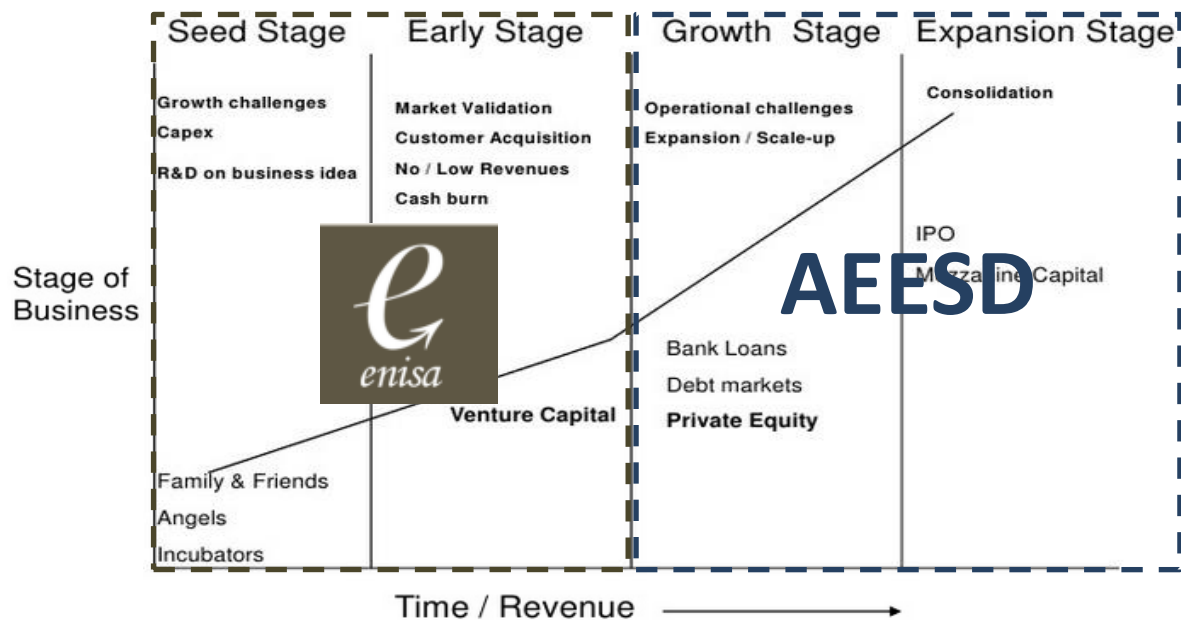 Seed Stage
Early Stage
Growth Stage
Expansion Stage
Growth challenges
Capex
R&D on business idea
Market Validation
Customer Acquisition
No / Low Revenues
Cash burn
Operational challenges
Expansion / Scale-up
Consolidation
Stage of
Business
e
enisa
AEESD
IPO
Mezzanine Capital
Bank Loans
Debt markets
Private Equity
Venture Capital
Family & Friends
Angels
Incubators
Time / Revenue